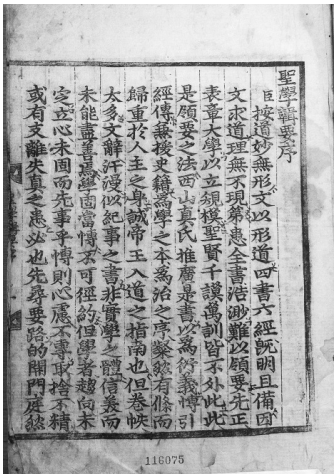 聖學輯要序
臣按道妙無形文以形道四書六經旣明且備因
文求道理無不現第患全書浩渺難以領要先正
表章大學以立規模聖賢千謨萬訓皆不外此此
是領要之法西山真氏推廣是書以爲衍義博引
經傳兼援史籍爲學之本爲治之序粲然有條而
歸重於人主之身誠帝王入道之指南也但卷帙
太多文辭汗漫似紀事之書非實學之體信美而
未能盡善焉學固當博不可徑約但學者趨向未
定立心未固而先事乎博則心慮不專取捨不精
或有支離失真之患必也先尋要路的開門庭然
116075